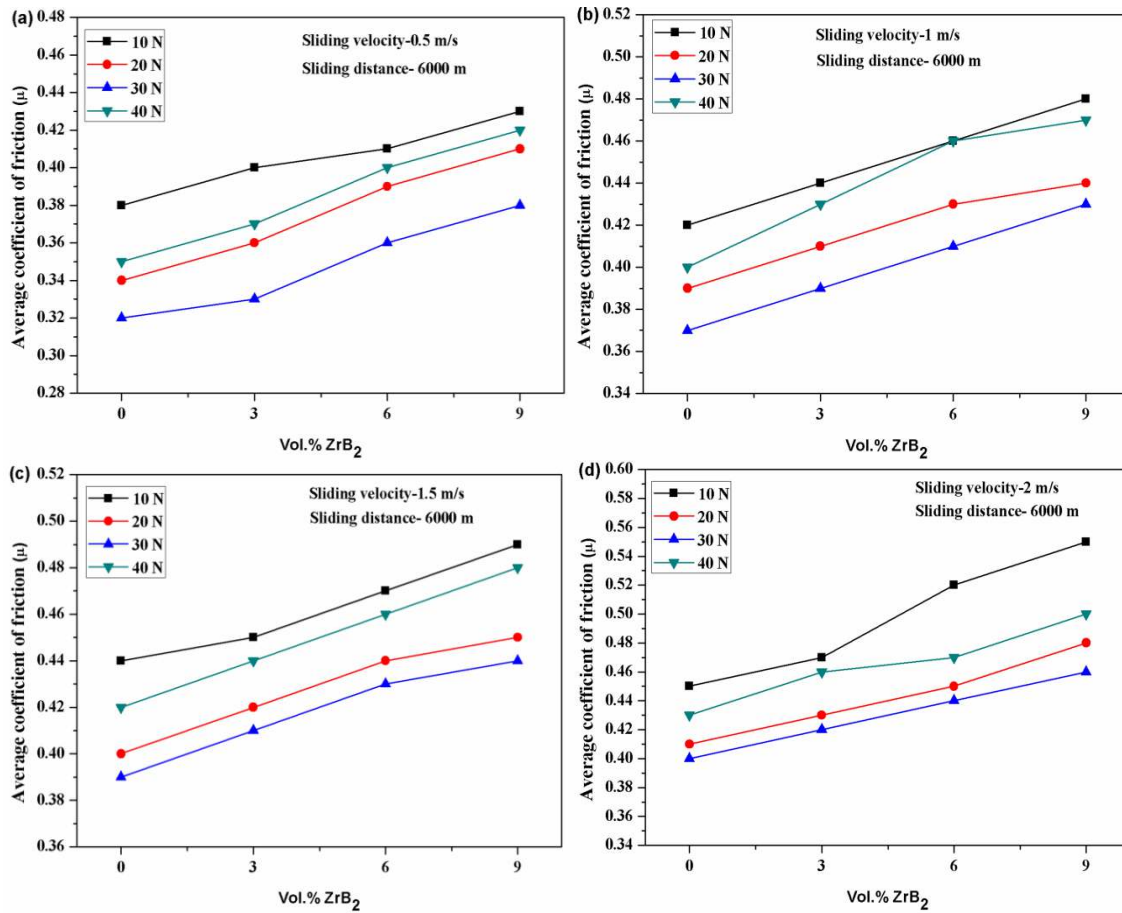 (a)
0.48
0.46
0.44
0.42
0.40
0.38
0.36
0.34
0.32
0.30
0.28
Average coefficient of friction (μ)
10 N
20 N
30 N
40 N
Sliding velocity-0.5 m/s
Sliding distance- 6000 m
0 3 6 9
Vol.% ZrB2
(b)
0.52
0.50
0.48
0.46
0.44
0.42
0.40
0.38
0.36
0.34
Average coefficient of friction (μ)
10 N
20 N
30 N
40 N
Sliding velocity-1 m/s
Sliding distance- 6000 m
0 3 6 9
Vol.% ZrB2
(c)
0.52
0.50
0.48
0.46
0.44
0.42
0.40
0.38
0.36
Average coefficient of friction (μ)
10 N
20 N
30 N
40 N
Sliding velocity-1.5 m/s
Sliding distance- 6000 m
0 3 6 9
Vol.% ZrB2
(d)
0.60
0.58
0.56
0.54
0.52
0.50
0.48
0.46
0.44
0.42
0.40
0.38
0.36
0.34
Average coefficient of friction (μ)
10 N
20 N
30 N
40 N
Sliding velocity-2 m/s
Sliding distance- 6000 m
0 3 6 9
Vol.% ZrB2